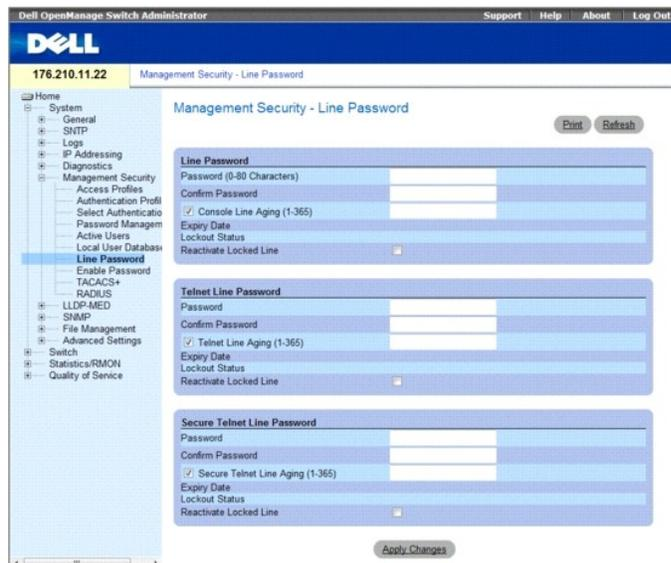 Dell OpenManage Switch Administrator
Support Help About Log Out
DELL
176.210.11.22
Management Security - Line Password
Home
System
General
SNTP
Logs
IP Addressing
Diagnostics
Management Security
Access Profiles
Authentication Profil
Select Authenticatio
Password Managem
Active Users
Local User Databas
Line Password
Enable Password
TACACS+
RADIUS
LLDP-MED
SNMP
File Management
Advanced Settings
Switch
Statistics/RMON
Quality of Service
Management Security - Line Password
Print Refresh
Line Password
Password (0-80 Characters)
Confirm Password
Console Line Aging (1-365)
Expiry Date
Lockout Status
Reactivate Locked Line
Telnet Line Password
Password
Confirm Password
Telnet Line Aging (1-365)
Expiry Date
Lockout Status
Reactivate Locked Line
Secure Telnet Line Password
Password
Confirm Password
Secure Telnet Line Aging (1-365)
Expiry Date
Lockout Status
Reactivate Locked Line
Apply Changes